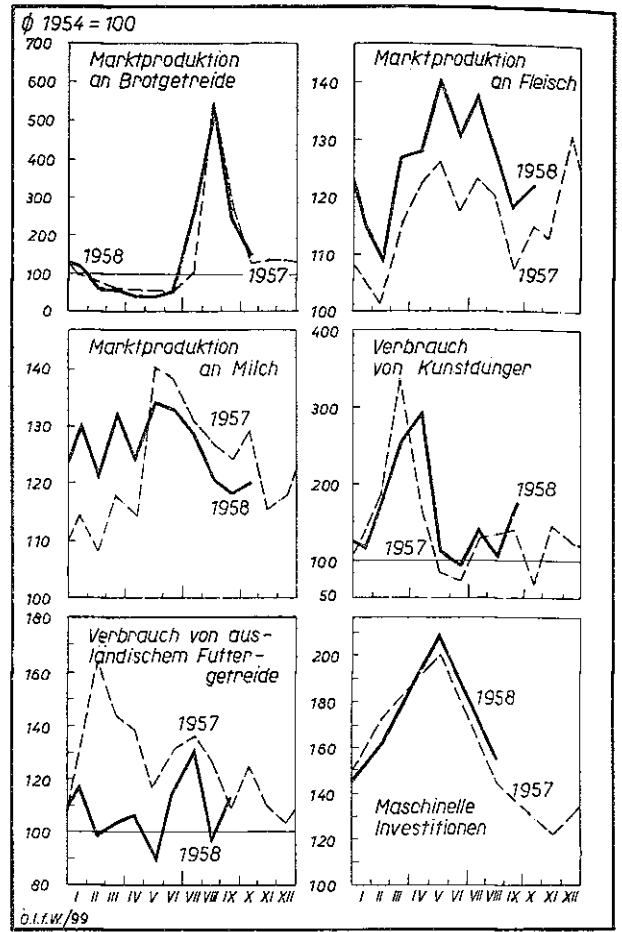 φ 1954 = 100
Marktproduktion
an Brotgetreide
700
600
500
400
300
200
100
0
1958
1957
Marktproduktion
an Fleisch
140
130
120
110
100
1958
1957
Marktproduktion
an Milch
140
130
120
110
100
1957
1958
Verbrauch
von Kunstdünger
400
300
200
100
50
1958
1957
Verbrauch von aus-
ländischem Futter-
getreide
180
160
140
120
100
80
1957
1958
I II III IV V VI VII VIII IX X XI XII
200
180
160
140
120
100
1958
1957
Maschinelle
Investitionen
I II III IV V VI VII VIII IX X XI XII
ö.I.f.W./99